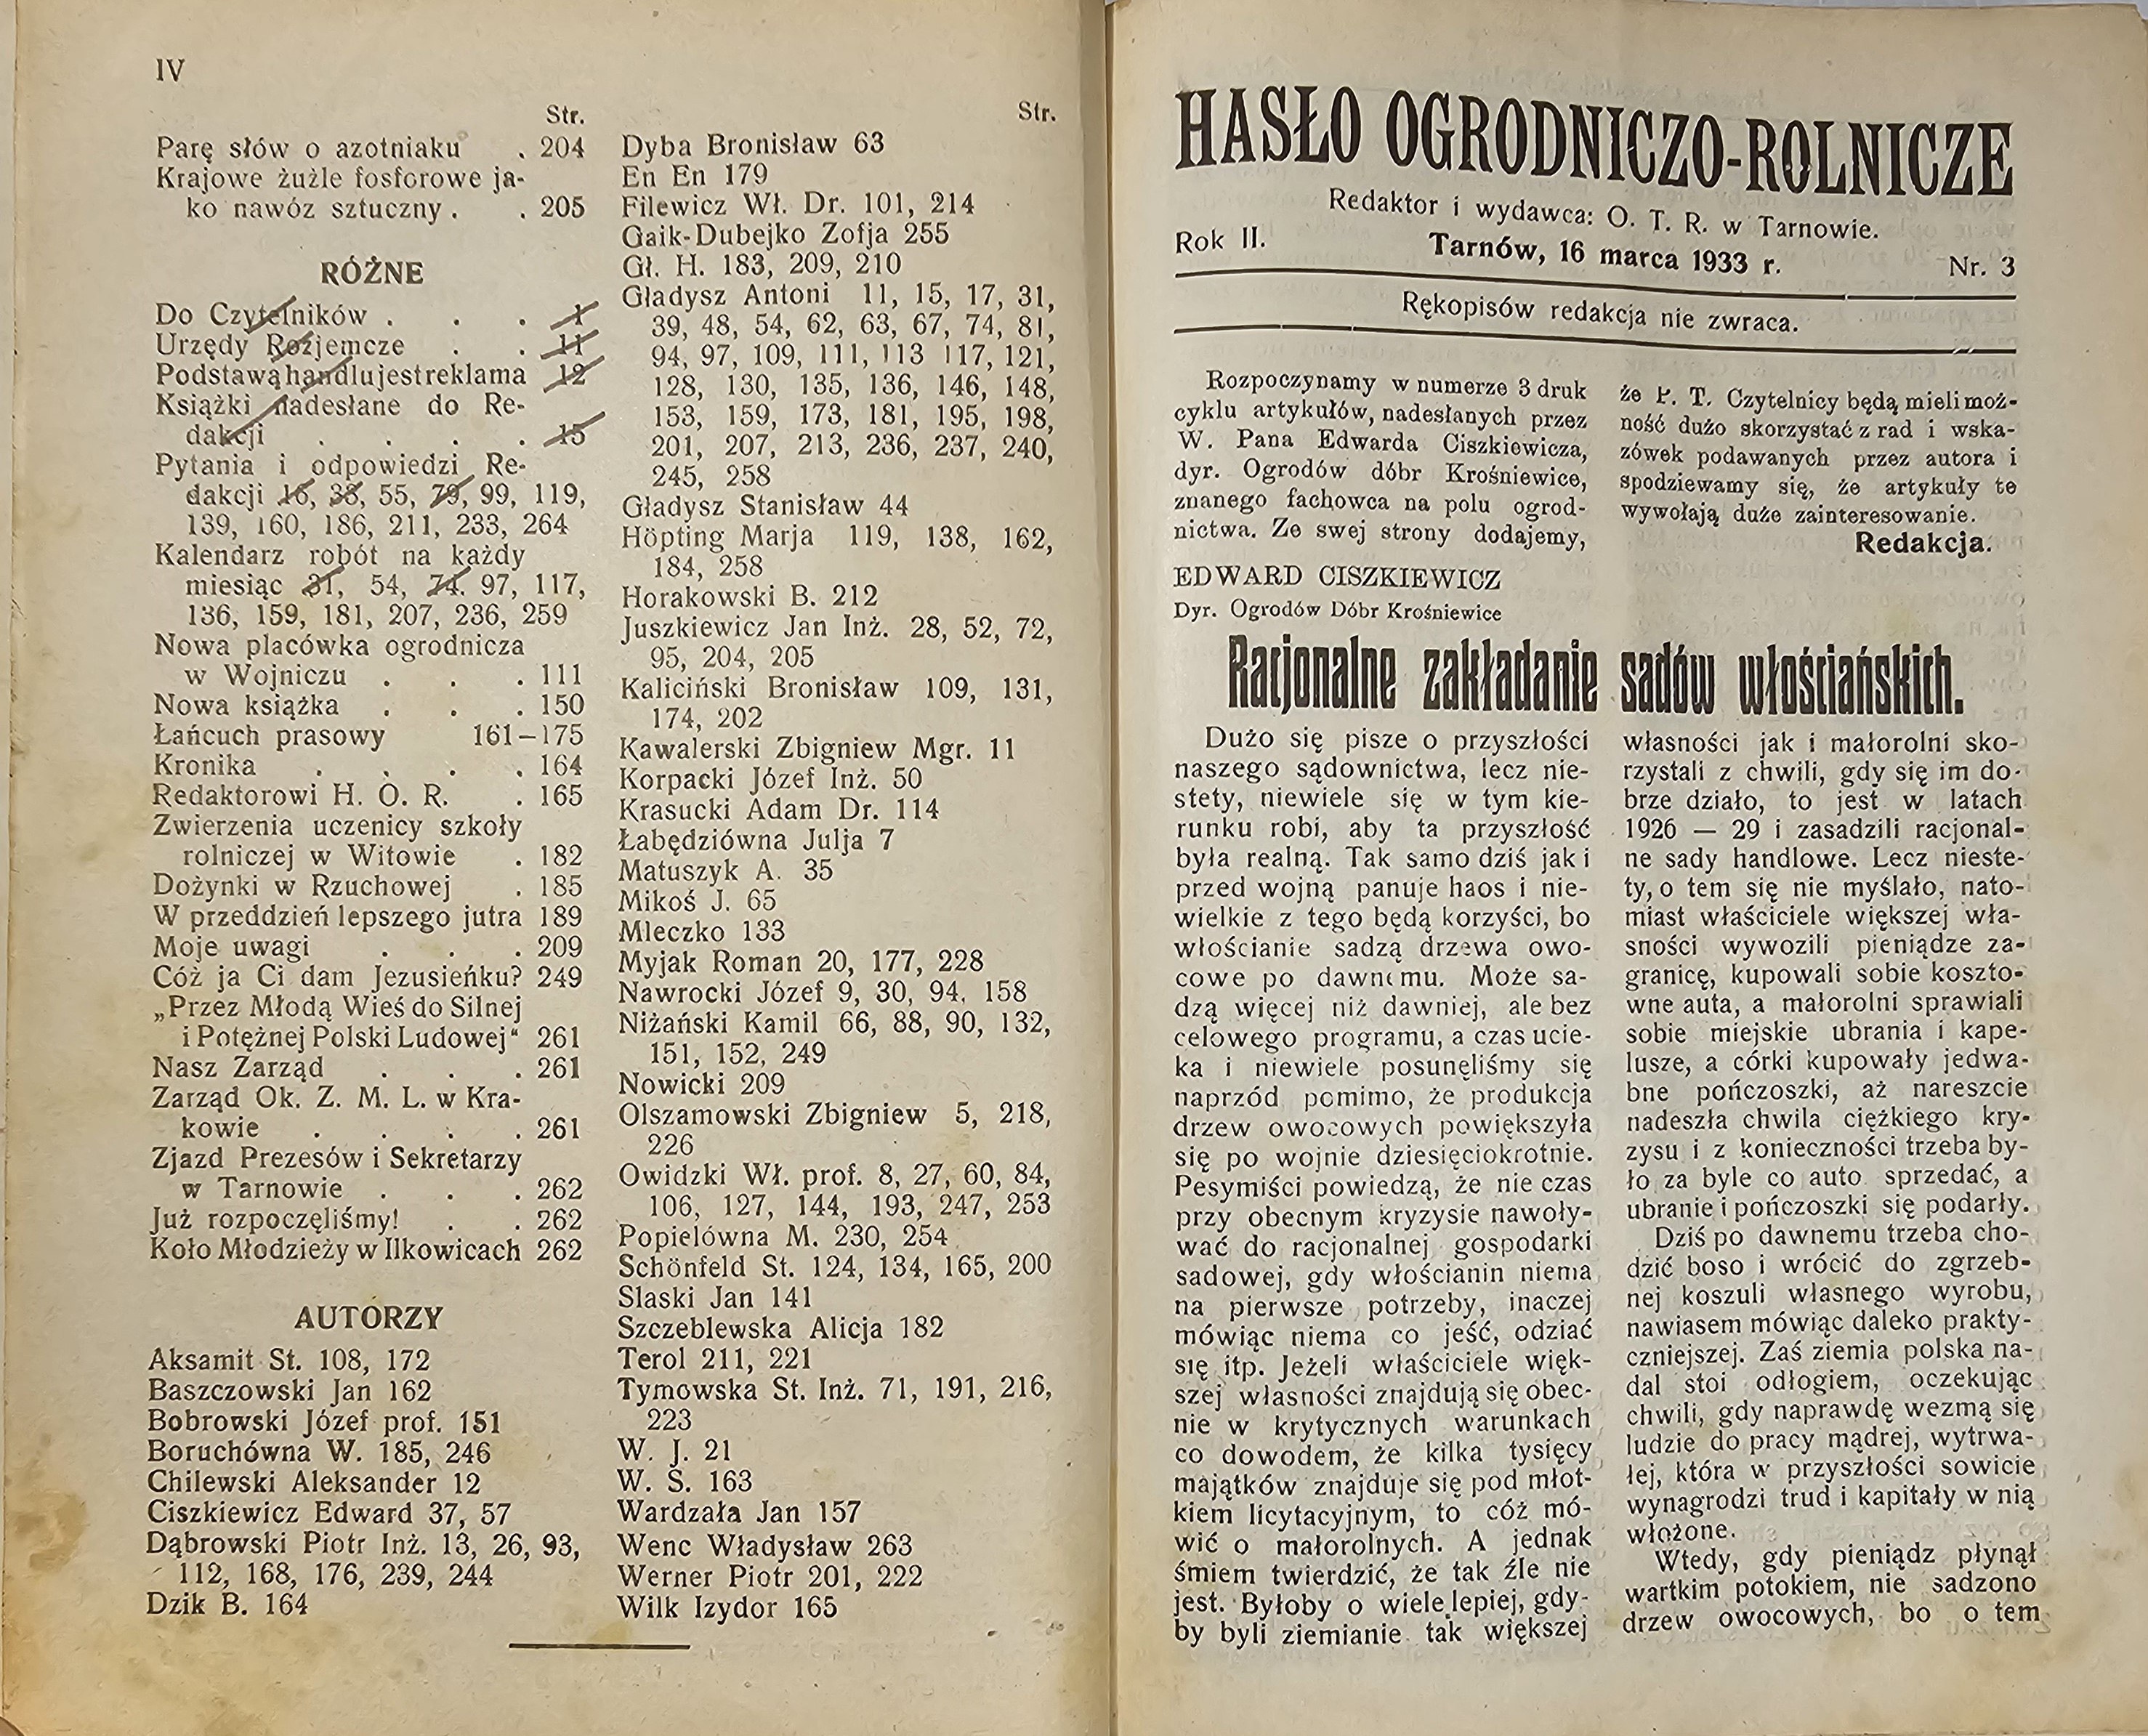 IV
Str.
Parę słów o azotniaku . 204
Krajowe żużle fosforowe ja-
ko nawóz sztuczny . . 205
RÓŻNE
Do Czytelników . . . 1
Urzędy Rozjemcze . . 11
Podstawą handlu jest reklama 12
Książki nadesłane do Re-
dakcji . . . . 15
Pytania i odpowiedzi Re-
dakcji 16, 33, 55, 79, 99, 119,
139, 160, 186, 211, 233, 264
Kalendarz robót na każdy
miesiąc 31, 54, 74. 97, 117,
136, 159, 181, 207, 236, 259
Nowa placówka ogrodnicza
w Wojniczu . . . 111
Nowa książka . . . 150
Łańcuch prasowy 161—175
Kronika . . . . 164
Redaktorowi H. O. R. . 165
Zwierzenia uczenicy szkoły
rolniczej w Witowie . 182
Dożynki w Rzuchowej . 185
W przeddzień lepszego jutra 189
Moje uwagi . . . 209
Cóż ja Ci dam Jezusieńku? 249
„Przez Młodą Wieś do Silnej
i Potężnej Polski Ludowej“ 261
Nasz Zarząd . . . 261
Zarząd Ok. Z. M. L. w Kra-
kowie . . . . 261
Zjazd Prezesów i Sekretarzy
w Tarnowie . . . 262
Już rozpoczęliśmy! . . 262
Koło Młodzieży w Ilkowicach 262
AUTORZY
Aksamit St. 108, 172
Baszczowski Jan 162
Bobrowski Józef prof. 151
Boruchówna W. 185, 246
Chilewski Aleksander 12
Ciszkiewicz Edward 37, 57
Dąbrowski Piotr Inż. 13, 26, 93,
112, 168, 176, 239, 244
Dzik B. 164
Str.
Dyba Bronisław 63
En En 179
Filewicz Wł. Dr. 101, 214
Gaik-Dubejko Zofja 255
Gł. H. 183, 209, 210
Gładysz Antoni 11, 15, 17, 31,
39, 48, 54, 62, 63, 67, 74, 81,
94, 97, 109, 111, 113 117, 121,
128, 130, 135, 136, 146, 148,
153, 159, 173, 181, 195, 198,
201, 207, 213, 236, 237, 240,
245, 258
Gładysz Stanisław 44
Höpting Marja 119, 138, 162,
184, 258
Horakowski B. 212
Juszkiewicz Jan Inż. 28, 52, 72,
95, 204, 205
Kaliciński Bronisław 109, 131,
174, 202
Kawalerski Zbigniew Mgr. 11
Korpacki Józef Inż. 50
Krasucki Adam Dr. 114
Łabędziówna Julja 7
Matuszyk A. 35
Mikoś J. 65
Mleczko 133
Myjak Roman 20, 177, 228
Nawrocki Józef 9, 30, 94, 158
Niżański Kamil 66, 88, 90, 132,
151, 152, 249
Nowicki 209
Olszamowski Zbigniew 5, 218,
226
Owidzki Wł. prof. 8, 27, 60, 84,
106, 127, 144, 193, 247, 253
Popielówna M. 230, 254
Schönfeld St. 124, 134, 165, 200
Slaski Jan 141
Szczeblewska Alicja 182
Terol 211, 221
Tymowska St. Inż. 71, 191, 216,
223
W. J. 21
W. S. 163
Wardzała Jan 157
Wenc Władysław 263
Werner Piotr 201, 222
Wilk Izydor 165
HASŁO OGRODNICZO-ROLNICZE
Redaktor i wydawca: O. T. R. w Tarnowie.
Rok II. Tarnów, 16 marca 1933 r. Nr. 3
Rękopisów redakcja nie zwraca.
Rozpoczynamy w numerze 3 druk
cyklu artykułów, nadesłanych przez
W. Pana Edwarda Ciszkiewicza,
dyr. Ogrodów dóbr Krośniewice,
znanego fachowca na polu ogrod-
nictwa. Ze swej strony dodajemy,
że P. T. Czytelnicy będą mieli moż-
ność dużo skorzystać z rad i wska-
zówek podawanych przez autora i
spodziewamy się, że artykuły te
wywołają duże zainteresowanie.
Redakcja.
EDWARD CISZKIEWICZ
Dyr. Ogrodów Dóbr Krośniewice
Racjonalne zakładanie sadów włościańskich.
Dużo się pisze o przyszłości
naszego sądownictwa, lecz nie-
stety, niewiele się w tym kie-
runku robi, aby ta przyszłość
była realną. Tak samo dziś jak i
przed wojną panuje haos i nie-
wielkie z tego będą korzyści, bo
włościanie sadzą drzewa owo-
cowe po dawnemu. Może sa-
dzą więcej niż dawniej, ale bez
celowego programu, a czas ucie-
ka i niewiele posunęliśmy się
naprzód pomimo, że produkcja
drzew owocowych powiększyła
się po wojnie dziesięciokrotnie.
Pesymiści powiedzą, że nie czas
przy obecnym kryzysie nawoły-
wać do racjonalnej gospodarki
sadowej, gdy włościanin niema
na pierwsze potrzeby, inaczej
mówiąc niema co jeść, odziać
się itp. Jeżeli właściciele więk-
szej własności znajdują się obec-
nie w krytycznych warunkach
co dowodem, że kilka tysięcy
majątków znajduje się pod młot-
kiem licytacyjnym, to cóż mó-
wić o małorolnych. A jednak
śmiem twierdzić, że tak źle nie
jest. Byłoby o wiele lepiej, gdy-
by byli ziemianie tak większej
własności jak i małorolni sko-
rzystali z chwili, gdy się im do-
brze działo, to jest w latach
1926 — 29 i zasadzili racjonal-
ne sady handlowe. Lecz nieste-
ty, o tem się nie myślało, nato-
miast właściciele większej wła-
sności wywozili pieniądze za-
granicę, kupowali sobie koszto-
wne auta, a małorolni sprawiali
sobie miejskie ubrania i kape-
lusze, a córki kupowały jedwa-
bne pończoszki, aż nareszcie
nadeszła chwila ciężkiego kry-
zysu i z konieczności trzeba by-
ło za byle co auto sprzedać, a
ubranie i pończoszki się podarły.
Dziś po dawnemu trzeba cho-
dzić boso i wrócić do zgrzeb-
nej koszuli własnego wyrobu,
nawiasem mówiąc daleko prakty-
czniejszej. Zaś ziemia polska na-
dal stoi odłogiem, oczekując
chwili, gdy naprawdę wezmą się
ludzie do pracy mądrej, wytrwa-
łej, która w przyszłości sowicie
wynagrodzi trud i kapitały w nią
włożone.
Wtedy, gdy pieniądz płynął
wartkim potokiem, nie sadzono
drzew owocowych, bo o tem